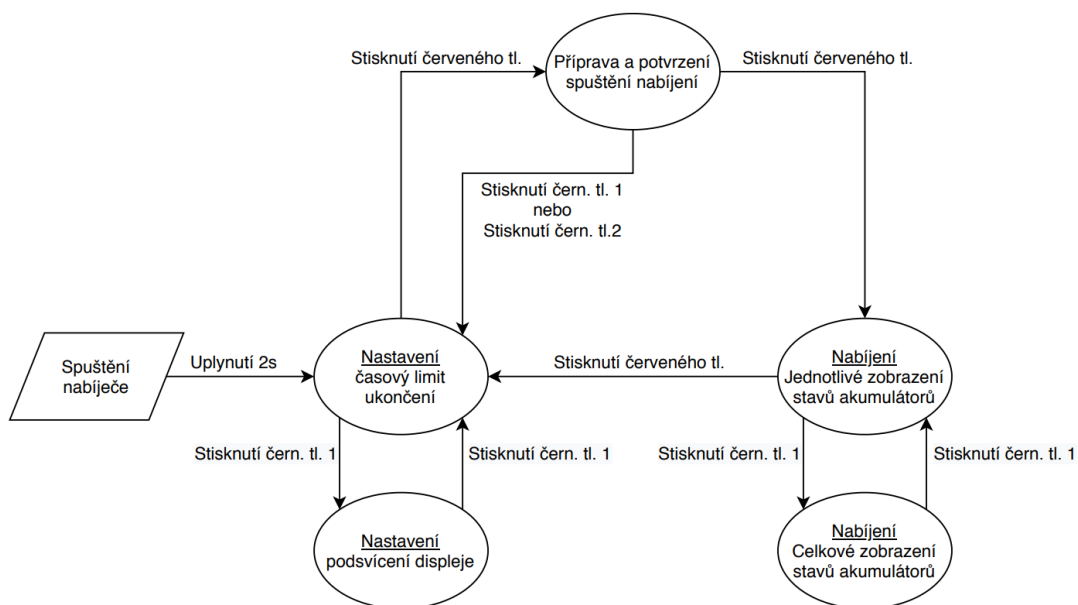 Stisknutí červeného tl.
Příprava a potvrzení
spuštění nabíjení
Stisknutí červeného tl.
Stisknutí čern. tl. 1
nebo
Stisknutí čern. tl.2
Spuštění
nabíječe
Uplynutí 2s
Nastavení
časový limit
ukončení
Stisknutí červeného tl.
Nabíjení
Jednotlivé zobrazení
stavů akumulátorů
Stisknutí čern. tl. 1
Stisknutí čern. tl. 1
Stisknutí čern. tl. 1
Stisknutí čern. tl. 1
Nastavení
podsvícení displeje
Nabíjení
Celkové zobrazení
stavů akumulátorů